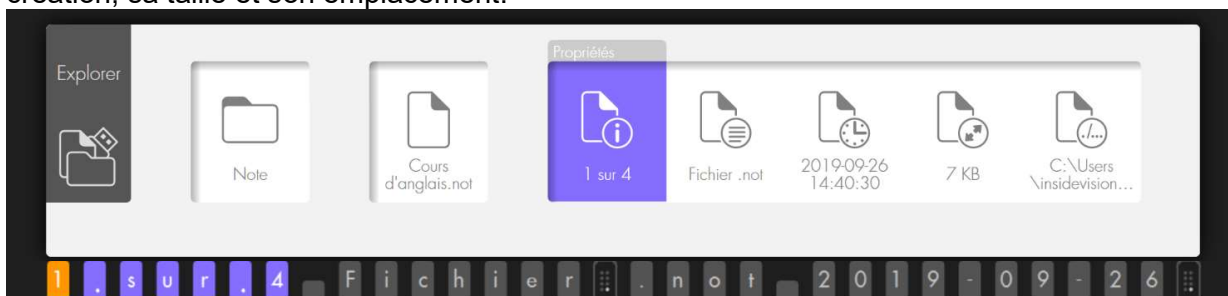 création, sa taille et son emplacement.
Propriétés
Explorer
Note
Cours
d'anglais.not
1 sur 4
Fichier .not
2019-09-26
14:40:30
7 KB
C:\Users
\insidevision...
1 . s u r . 4 _ F i c h i e r . n o t _ 2 0 1 9 - 0 9 - 2 6